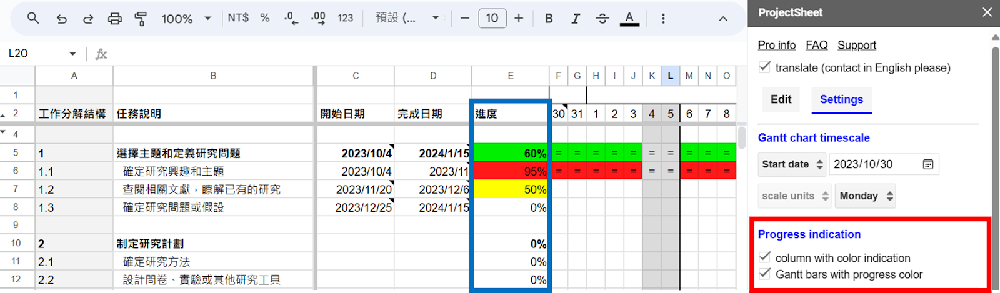 ProjectSheet
100% NT$ % .0 .00 123 預設 (... 10 B I S A
L20 fx
Pro info FAQ Support
translate (contact in English please)
A B C D E F G H I J K L M N O
1
2 工作分解結構 任務說明 開始日期 完成日期 進度 30 31 1 2 3 4 5 6 7 8
4
5 1 選擇主題和定義研究問題 2023/10/4 2024/1/15 60% = = = = = = = = = =
6 1.1 確定研究興趣和主題 2023/10/4 2023/11 95% = = = = = = = = = =
7 1.2 查閱相關文獻，瞭解已有的研究 2023/11/20 2023/12/6 50%
8 1.3 確定研究問題或假設 2023/12/25 2024/1/15 0%
9
10 2 制定研究計劃 0%
11 2.1 確定研究方法 0%
12 2.2 設計問卷、實驗或其他研究工具 0%
Edit Settings
Gantt chart timescale
Start date 2023/10/30
scale units Monday
Progress indication
column with color indication
Gantt bars with progress color